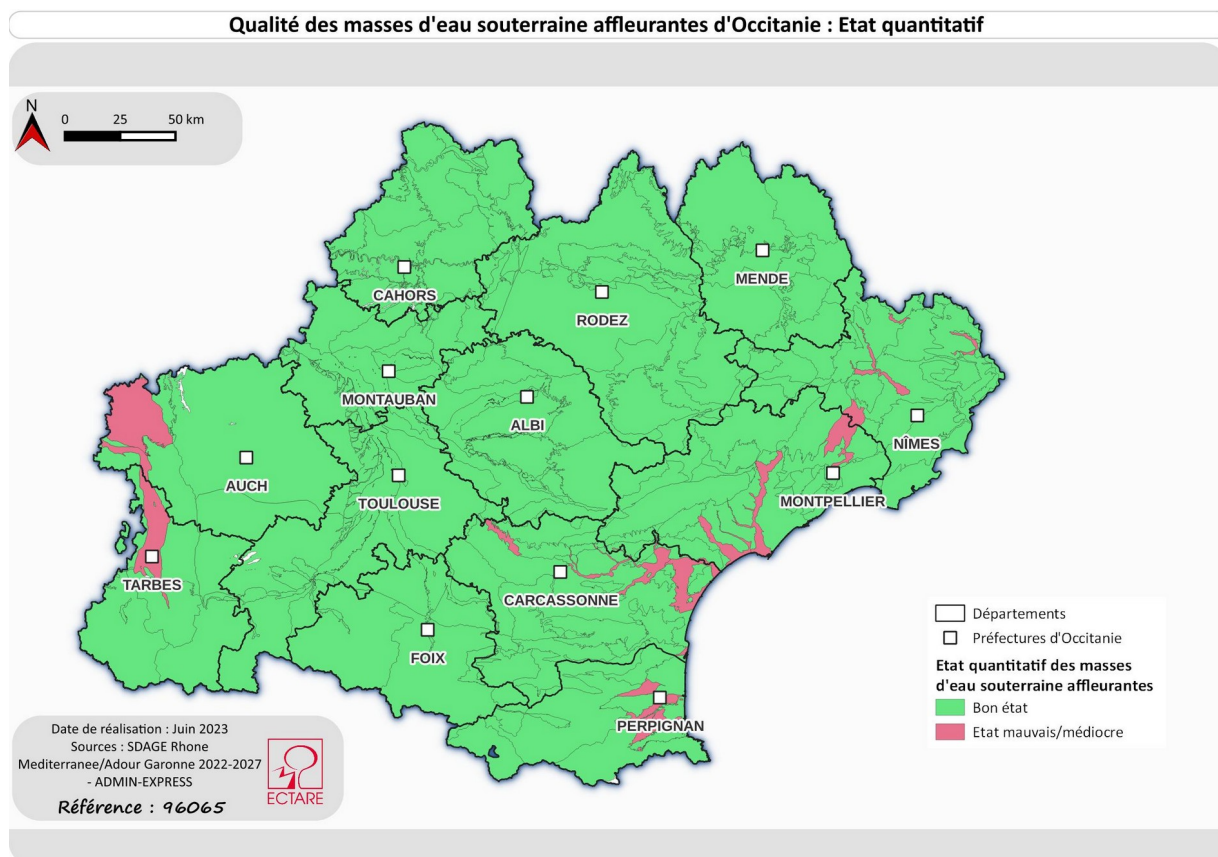 Qualité des masses d'eau souterraine affleurantes d'Occitanie : Etat quantitatif
N
0 25 50 km
CAHORS
MENDE
RODEZ
MONTAUBAN
ALBI
NÎMES
AUCH
TOULOUSE
MONTPELLIER
TARBES
CARCASSONNE
FOIX
PERPIGNAN
Départements
Préfectures d'Occitanie
Etat quantitatif des masses
d'eau souterraine affleurantes
Bon état
Etat mauvais/médiocre
Date de réalisation : Juin 2023
Sources : SDAGE Rhone
Mediterranee/Adour Garonne 2022-2027
- ADMIN-EXPRESS
Référence : 96065
ECTARE